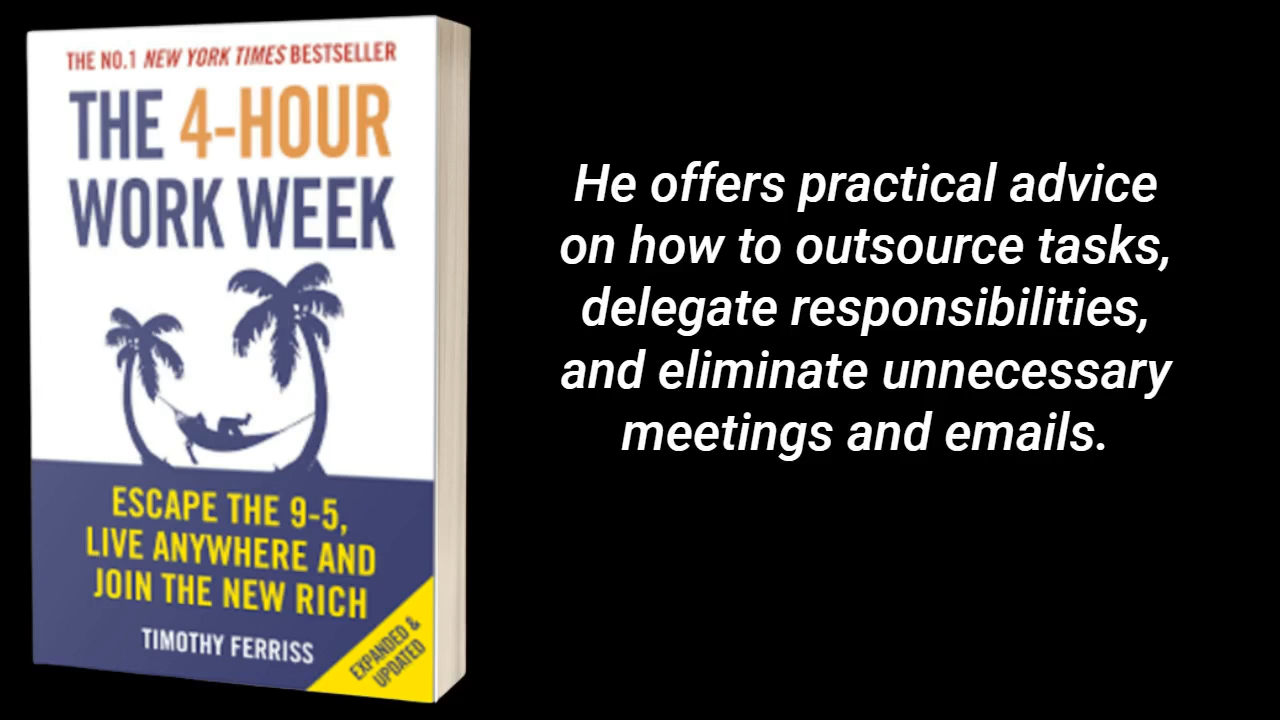 THE NO.1 NEW YORK TIMES BESTSELLER
THE 4-HOUR
WORK WEEK
ESCAPE THE 9-5,
LIVE ANYWHERE AND
JOIN THE NEW RICH
TIMOTHY FERRISS
EXPANDED &
UPDATED
He offers practical advice
on how to outsource tasks,
delegate responsibilities,
and eliminate unnecessary
meetings and emails.